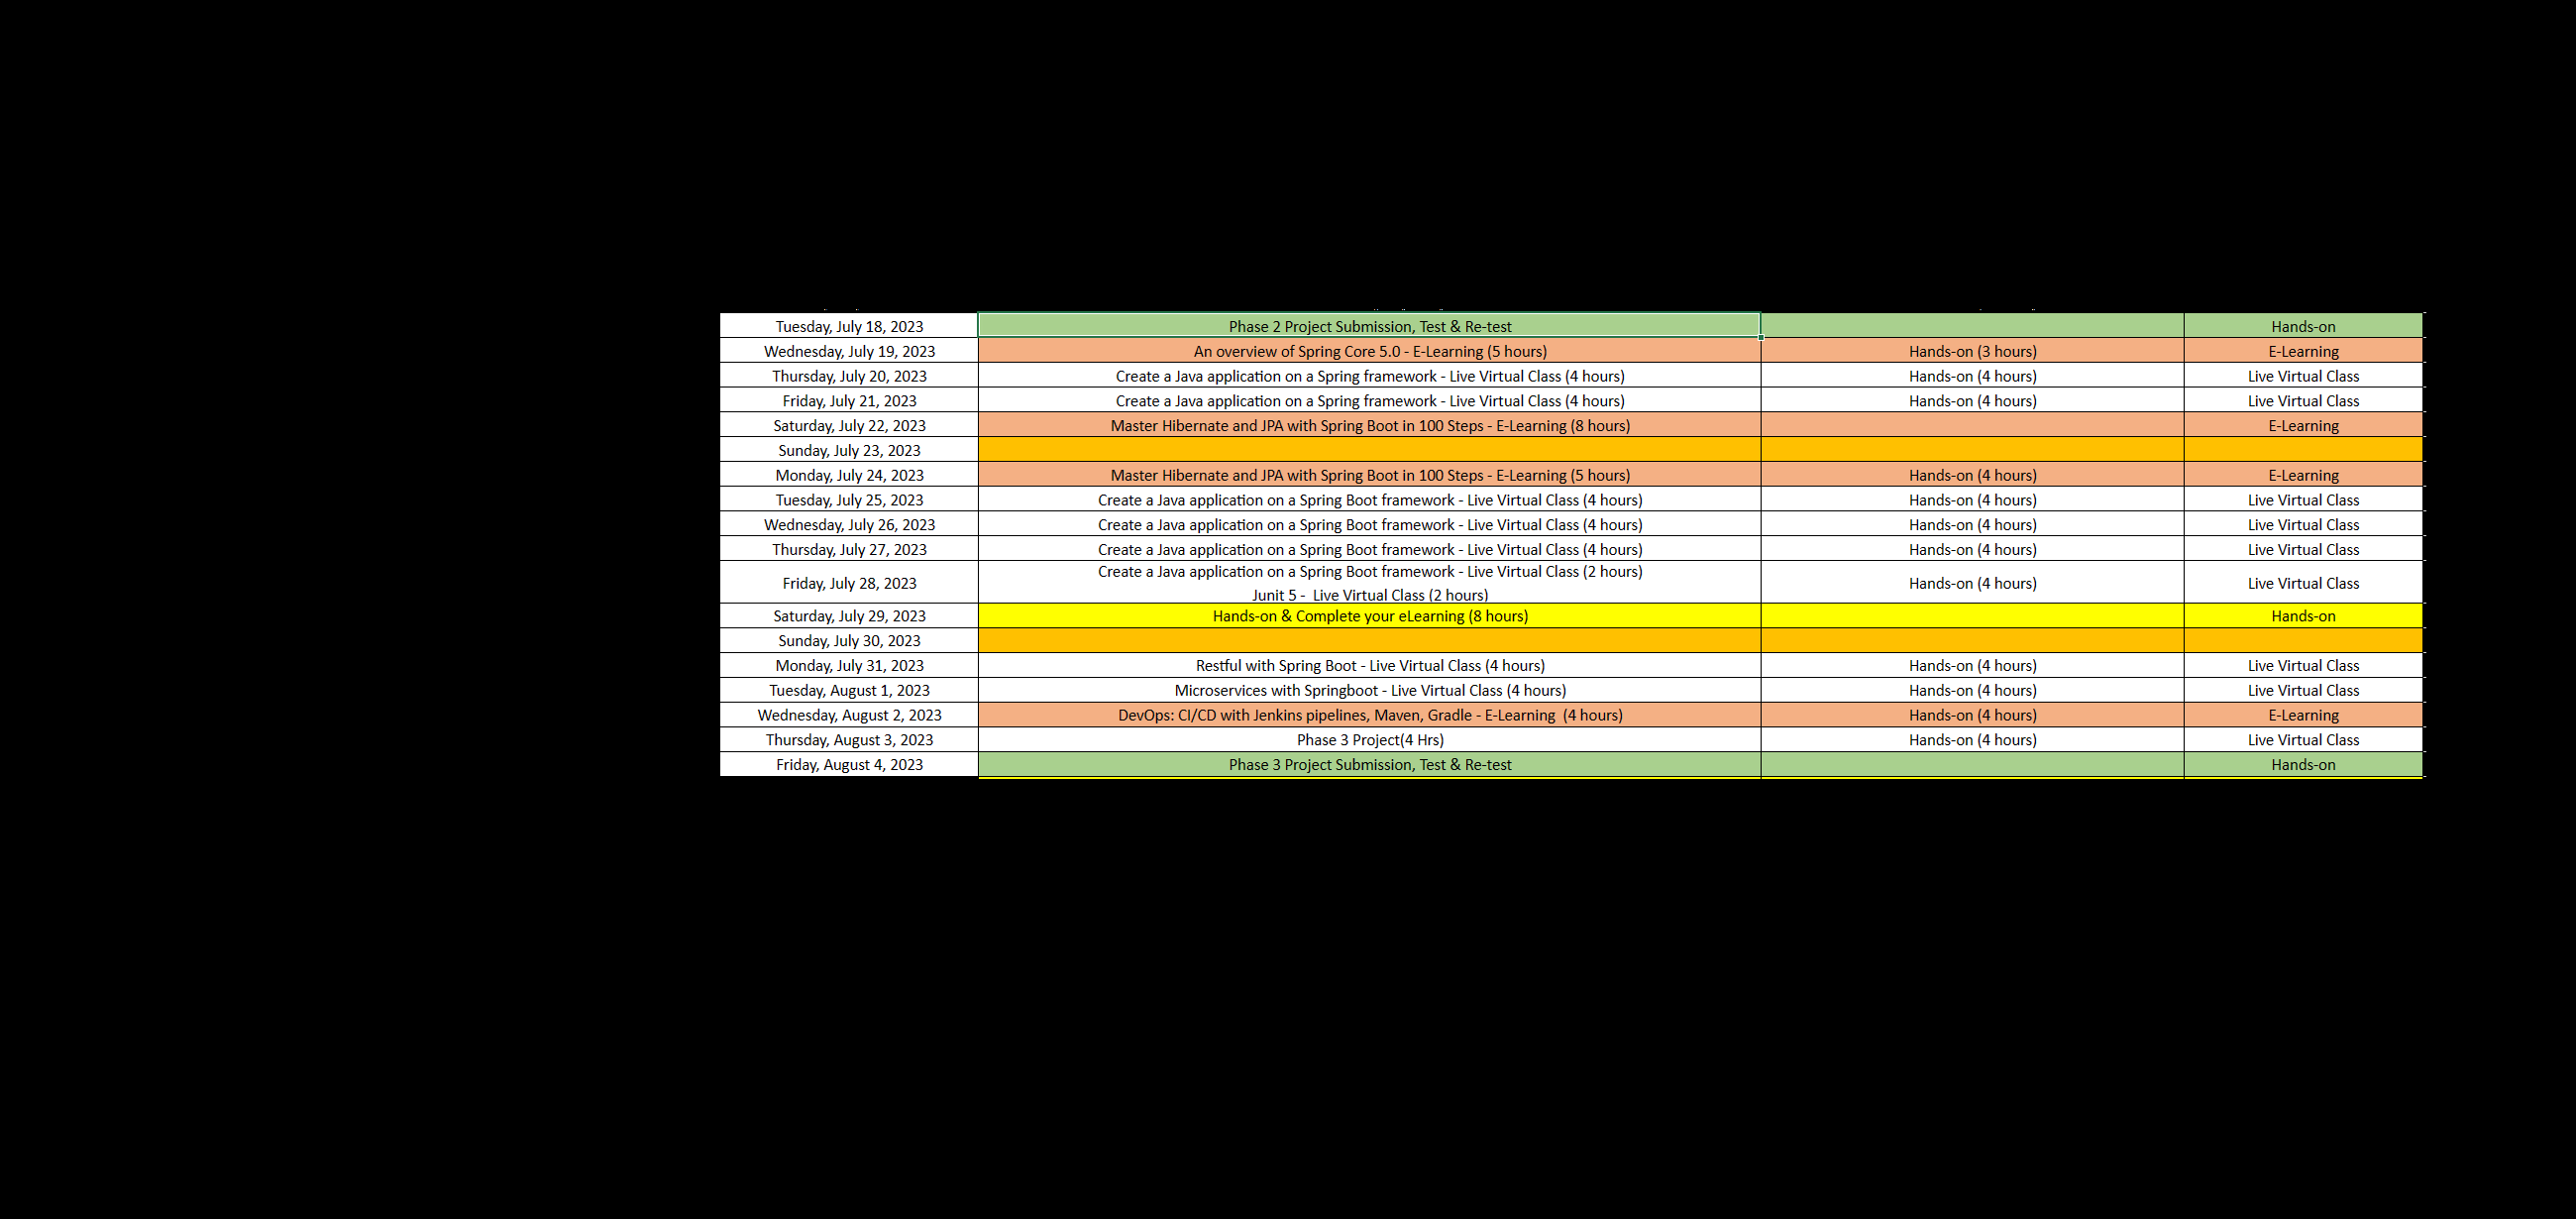 Tuesday, July 18, 2023 Phase 2 Project Submission, Test & Re-test Hands-on
Wednesday, July 19, 2023 An overview of Spring Core 5.0 - E-Learning (5 hours) Hands-on (3 hours) E-Learning
Thursday, July 20, 2023 Create a Java application on a Spring framework - Live Virtual Class (4 hours) Hands-on (4 hours) Live Virtual Class
Friday, July 21, 2023 Create a Java application on a Spring framework - Live Virtual Class (4 hours) Hands-on (4 hours) Live Virtual Class
Saturday, July 22, 2023 Master Hibernate and JPA with Spring Boot in 100 Steps - E-Learning (8 hours) E-Learning
Sunday, July 23, 2023
Monday, July 24, 2023 Master Hibernate and JPA with Spring Boot in 100 Steps - E-Learning (5 hours) Hands-on (4 hours) E-Learning
Tuesday, July 25, 2023 Create a Java application on a Spring Boot framework - Live Virtual Class (4 hours) Hands-on (4 hours) Live Virtual Class
Wednesday, July 26, 2023 Create a Java application on a Spring Boot framework - Live Virtual Class (4 hours) Hands-on (4 hours) Live Virtual Class
Thursday, July 27, 2023 Create a Java application on a Spring Boot framework - Live Virtual Class (4 hours) Hands-on (4 hours) Live Virtual Class
Create a Java application on a Spring Boot framework - Live Virtual Class (2 hours)
Friday, July 28, 2023 Hands-on (4 hours) Live Virtual Class
Junit 5 -  Live Virtual Class (2 hours)
Saturday, July 29, 2023 Hands-on & Complete your eLearning (8 hours) Hands-on
Sunday, July 30, 2023
Monday, July 31, 2023 Restful with Spring Boot - Live Virtual Class (4 hours) Hands-on (4 hours) Live Virtual Class
Tuesday, August 1, 2023 Microservices with Springboot - Live Virtual Class (4 hours) Hands-on (4 hours) Live Virtual Class
Wednesday, August 2, 2023 DevOps: CI/CD with Jenkins pipelines, Maven, Gradle - E-Learning  (4 hours) Hands-on (4 hours) E-Learning
Thursday, August 3, 2023 Phase 3 Project(4 Hrs) Hands-on (4 hours) Live Virtual Class
Friday, August 4, 2023 Phase 3 Project Submission, Test & Re-test Hands-on